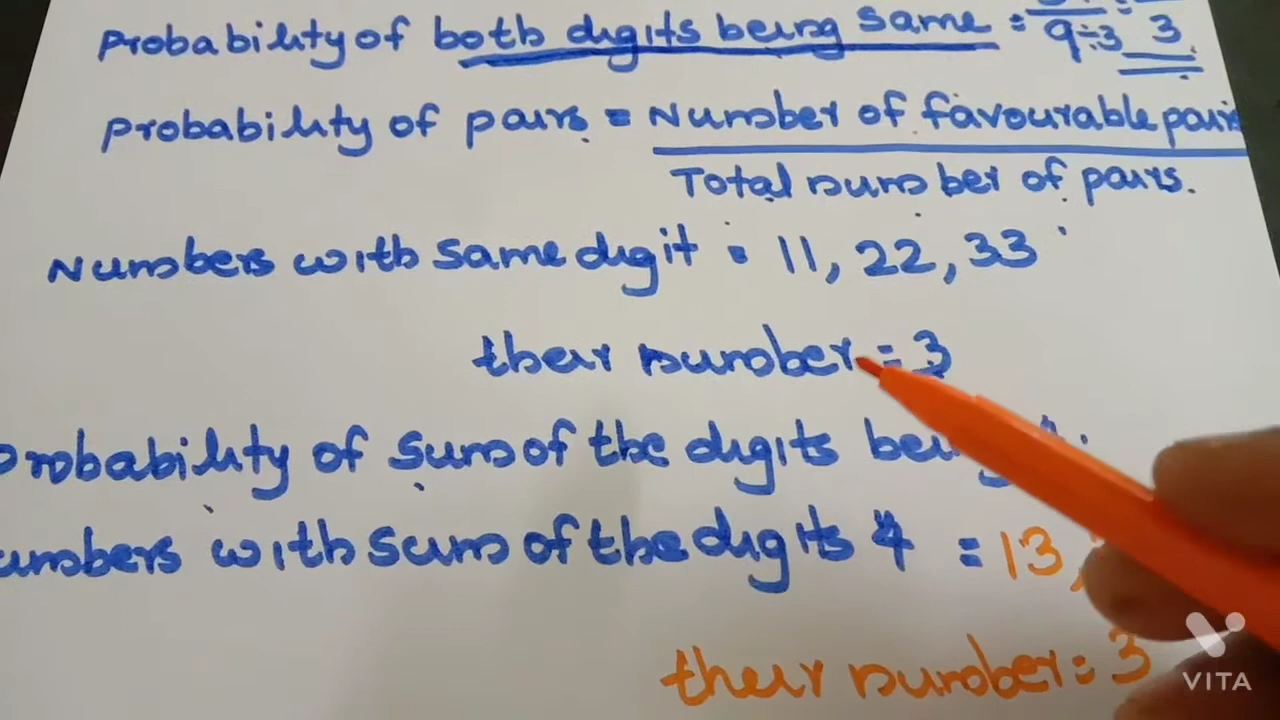 Probability of both digits being same = 9÷3 3
Probability of pairs = Number of favourable pairs
Total number of pairs.
Numbers with same digit = 11, 22, 33
their number = 3
Probability of sum of the digits being 4.
numbers with sum of the digits 4 = 13,
their number = 3
VITA